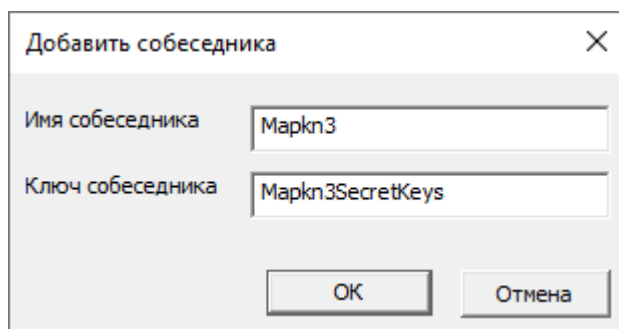 Добавить собеседника
Имя собеседника Mapkn3
Ключ собеседника Mapkn3SecretKeys
OK Отмена